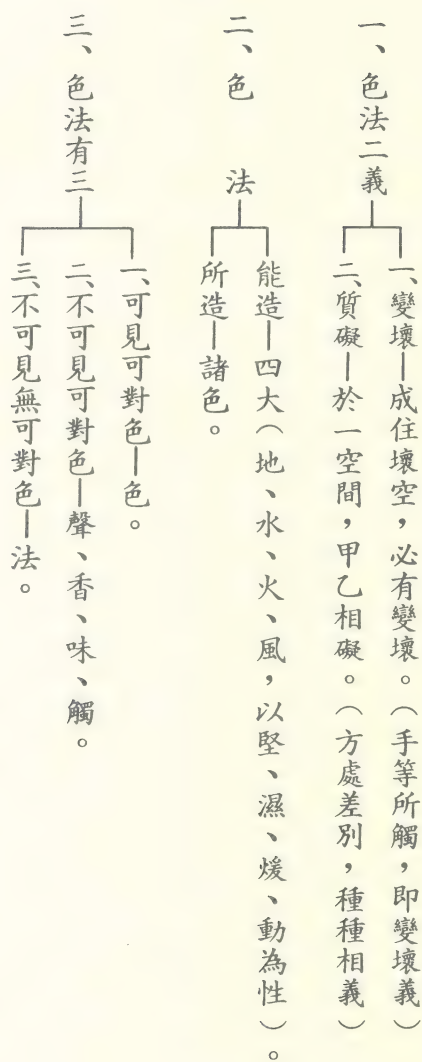 一、色法二義
一、變壞—成住壞空，必有變壞。（手等所觸，即變壞義）
二、質礙—於一空間，甲乙相礙。（方處差別，種種相義）
二、色　法
能造—四大（地、水、火、風，以堅、濕、煖、動為性）。
所造—諸色。
三、色法有三
一、可見可對色—色。
二、不可見可對色—聲、香、味、觸。
三、不可見無可對色—法。